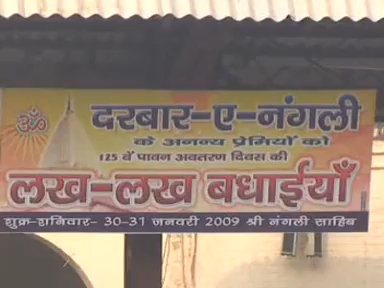 ॐ
दरबार-ए-नंगली
के अनन्य प्रेमियों को
125 वें पावन अवतरण दिवस की
लख-लख बधाईयाँ
शुक्र-शनिवार- 30-31 जनवरी 2009 श्री नंगली साहिब